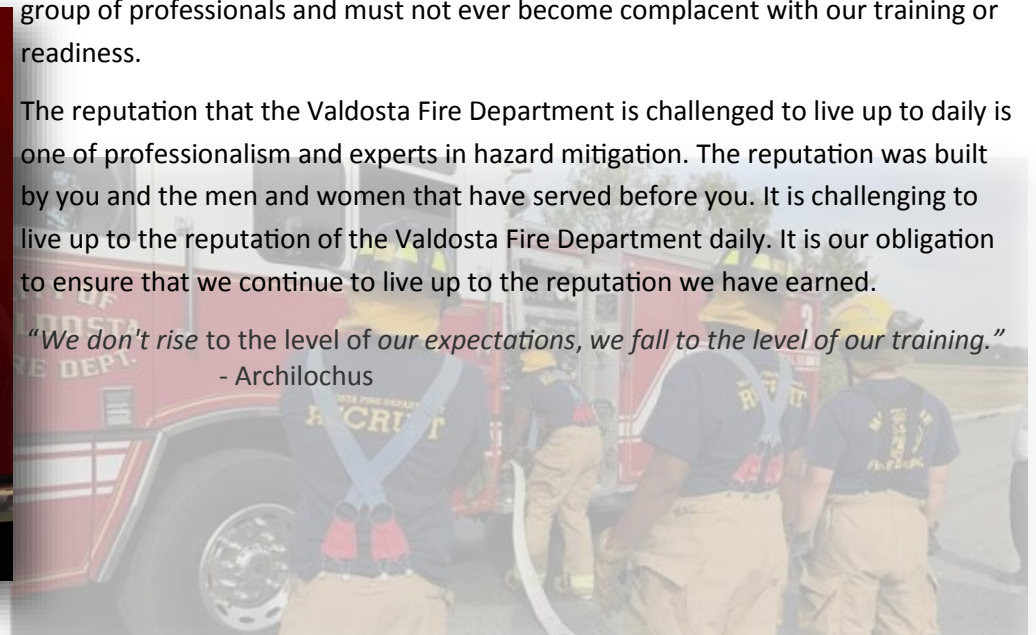 group of professionals and must not ever become complacent with our training or
readiness.
The reputation that the Valdosta Fire Department is challenged to live up to daily is
one of professionalism and experts in hazard mitigation. The reputation was built
by you and the men and women that have served before you. It is challenging to
live up to the reputation of the Valdosta Fire Department daily. It is our obligation
to ensure that we continue to live up to the reputation we have earned.
“We don't rise to the level of our expectations, we fall to the level of our training.”
- Archilochus
OF
RE DEPT.
RECRUIT